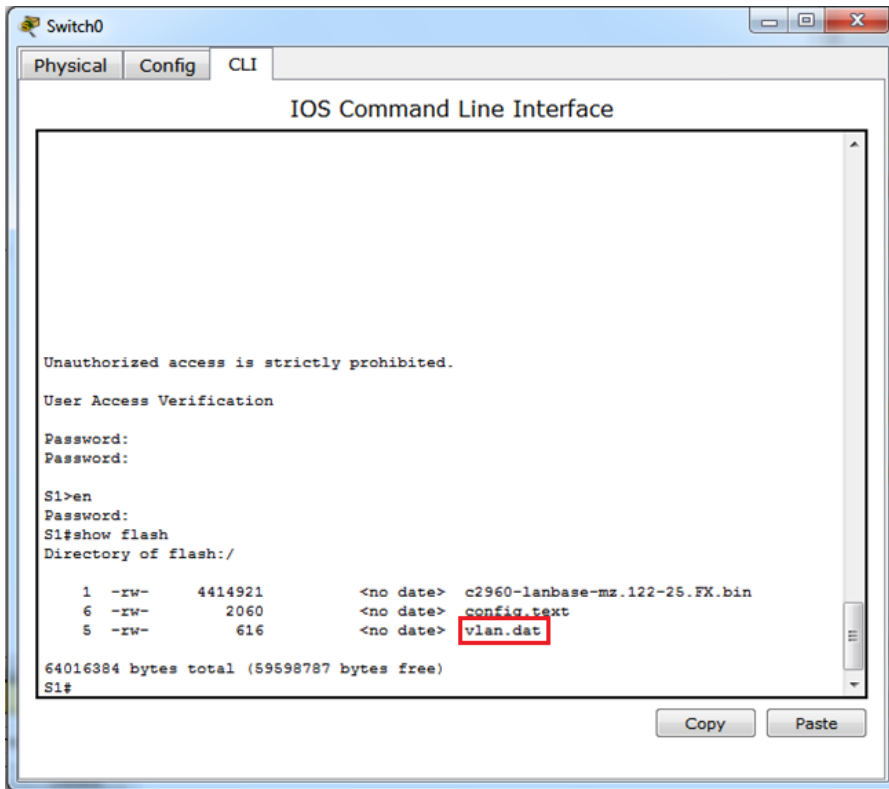 Switch0
Physical Config CLI
IOS Command Line Interface
Unauthorized access is strictly prohibited.
User Access Verification
Password:
Password:
S1>en
Password:
S1#show flash
Directory of flash:/
1 -rw- 4414921 <no date> c2960-lanbase-mz.122-25.FX.bin
6 -rw- 2060 <no date> config.text
5 -rw- 616 <no date> vlan.dat
64016384 bytes total (59598787 bytes free)
S1#
Copy Paste